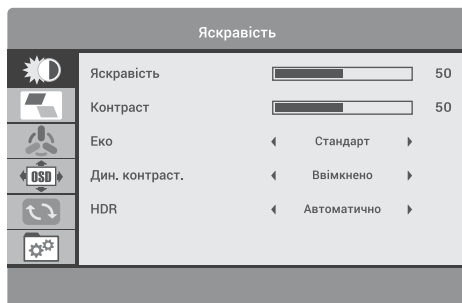 Яскравість
Яскравість 50
Контраст 50
Еко Стандарт
OSD
Дин. контраст. Ввімкнено
HDR Автоматично